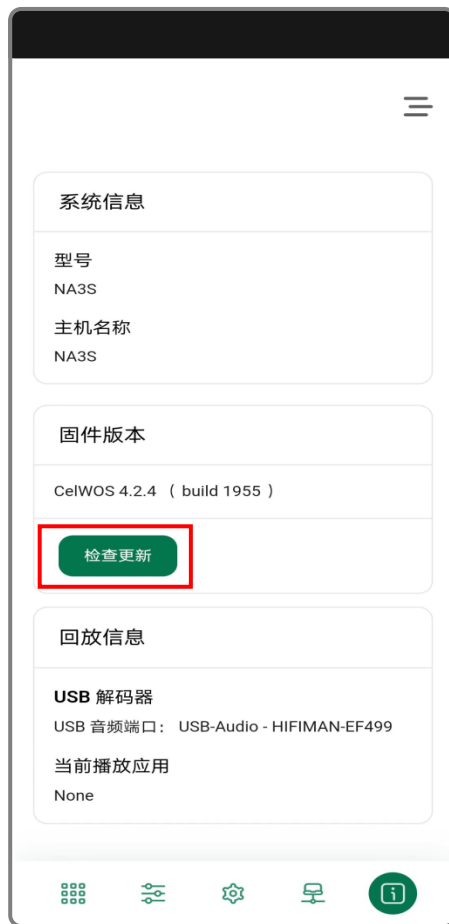 系统信息
型号
NA3S
主机名称
NA3S
固件版本
CelWOS 4.2.4 （ build 1955 ）
检查更新
回放信息
USB 解码器
USB 音频端口： USB-Audio - HIFIMAN-EF499
当前播放应用
None